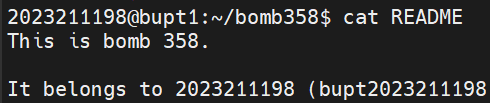 2023211198@bupt1:~/bomb358$ cat README
This is bomb 358.

It belongs to 2023211198 (bupt2023211198